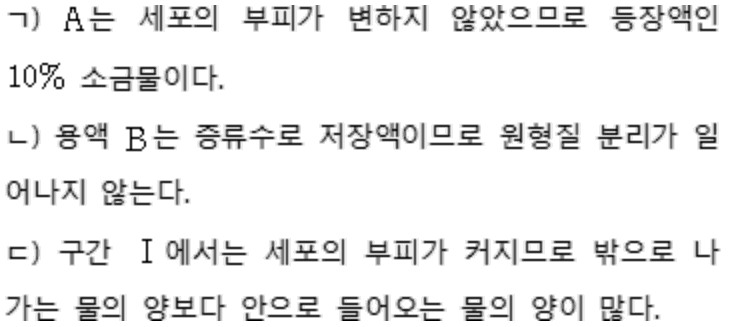 ㄱ) A는 세포의 부피가 변하지 않았으므로 등장액인
10% 소금물이다.
ㄴ) 용액 B는 증류수로 저장액이므로 원형질 분리가 일
어나지 않는다.
ㄷ) 구간 Ⅰ에서는 세포의 부피가 커지므로 밖으로 나
가는 물의 양보다 안으로 들어오는 물의 양이 많다.